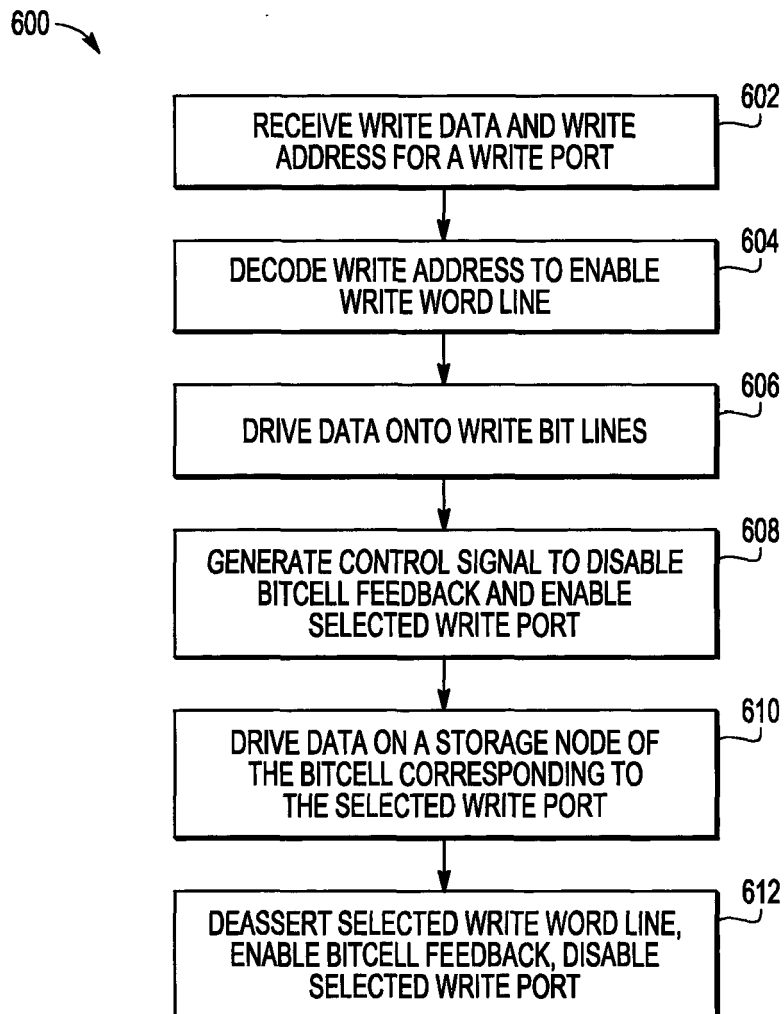 600
602
RECEIVE WRITE DATA AND WRITE
ADDRESS FOR A WRITE PORT
604
DECODE WRITE ADDRESS TO ENABLE
WRITE WORD LINE
606
DRIVE DATA ONTO WRITE BIT LINES
608
GENERATE CONTROL SIGNAL TO DISABLE
BITCELL FEEDBACK AND ENABLE
SELECTED WRITE PORT
610
DRIVE DATA ON A STORAGE NODE OF
THE BITCELL CORRESPONDING TO
THE SELECTED WRITE PORT
612
DEASSERT SELECTED WRITE WORD LINE,
ENABLE BITCELL FEEDBACK, DISABLE
SELECTED WRITE PORT